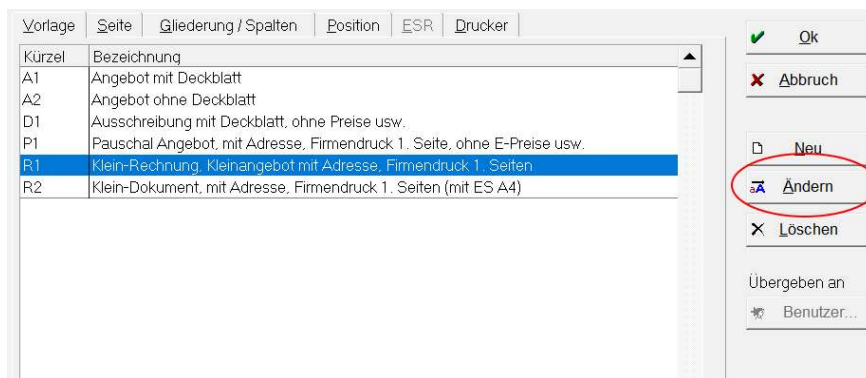 Vorlage Seite Gliederung / Spalten Position ESR Drucker
Kürzel Bezeichnung
A1 Angebot mit Deckblatt
A2 Angebot ohne Deckblatt
D1 Ausschreibung mit Deckblatt, ohne Preise usw.
P1 Pauschal Angebot, mit Adresse, Firmendruck 1. Seite, ohne E-Preise usw.
R1 Klein-Rechnung, Kleinangebot mit Adresse, Firmendruck 1. Seiten
R2 Klein-Dokument, mit Adresse, Firmendruck 1. Seiten (mit ES A4)
Ok
Abbruch
Neu
aA Ändern
Löschen
Übergeben an
Benutzer...